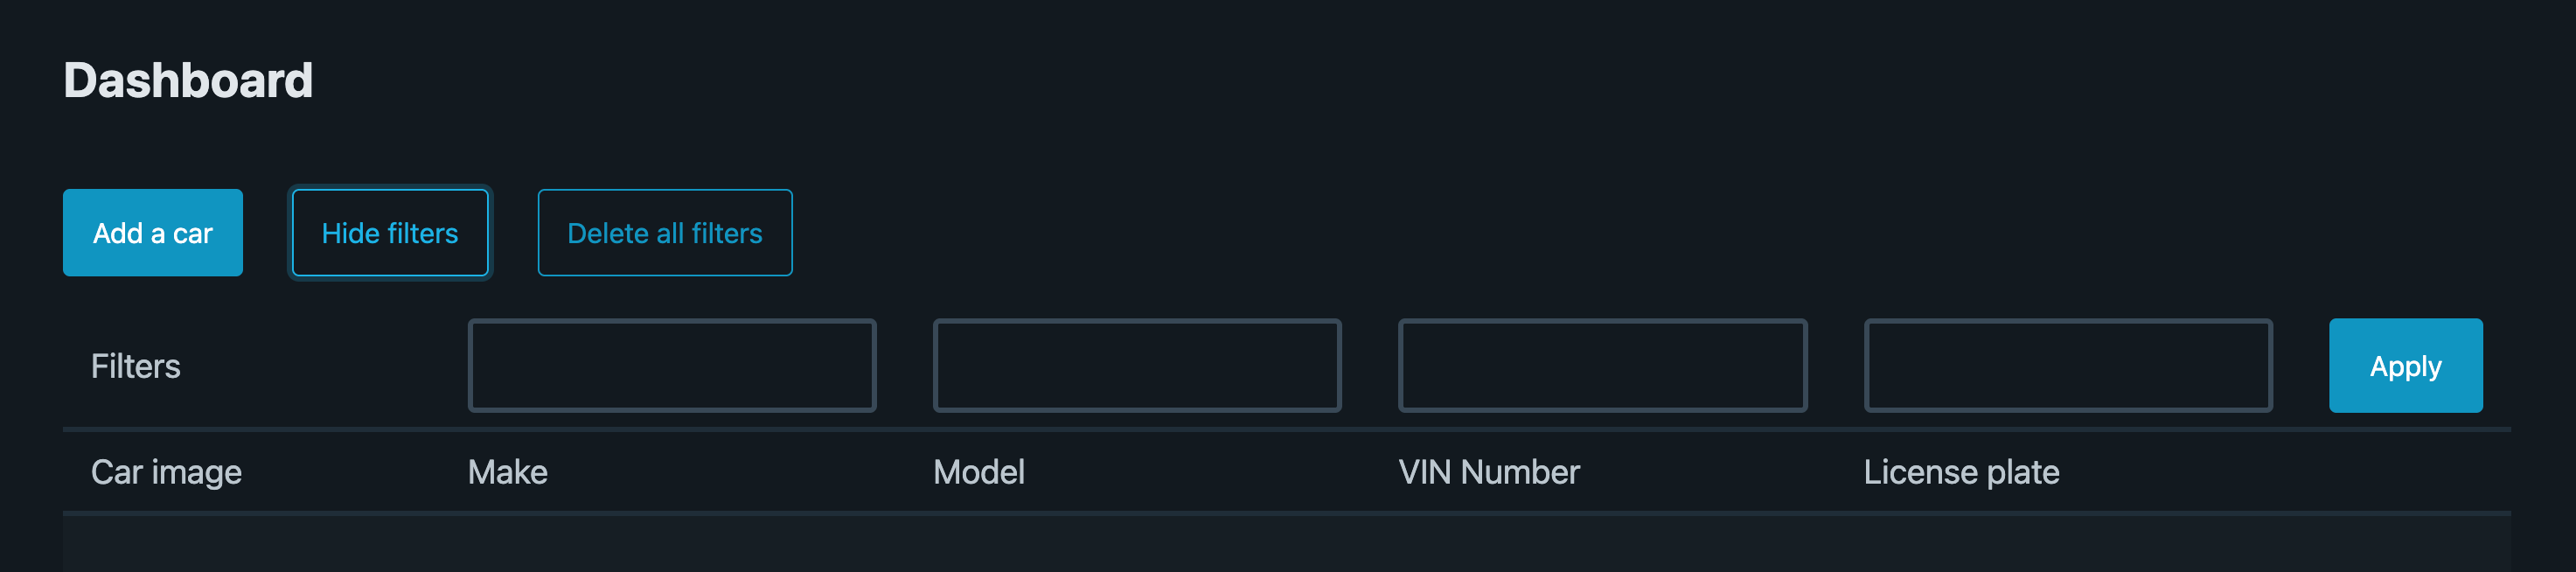 Dashboard
Add a car Hide filters Delete all filters
Filters Apply
Car image Make Model VIN Number License plate